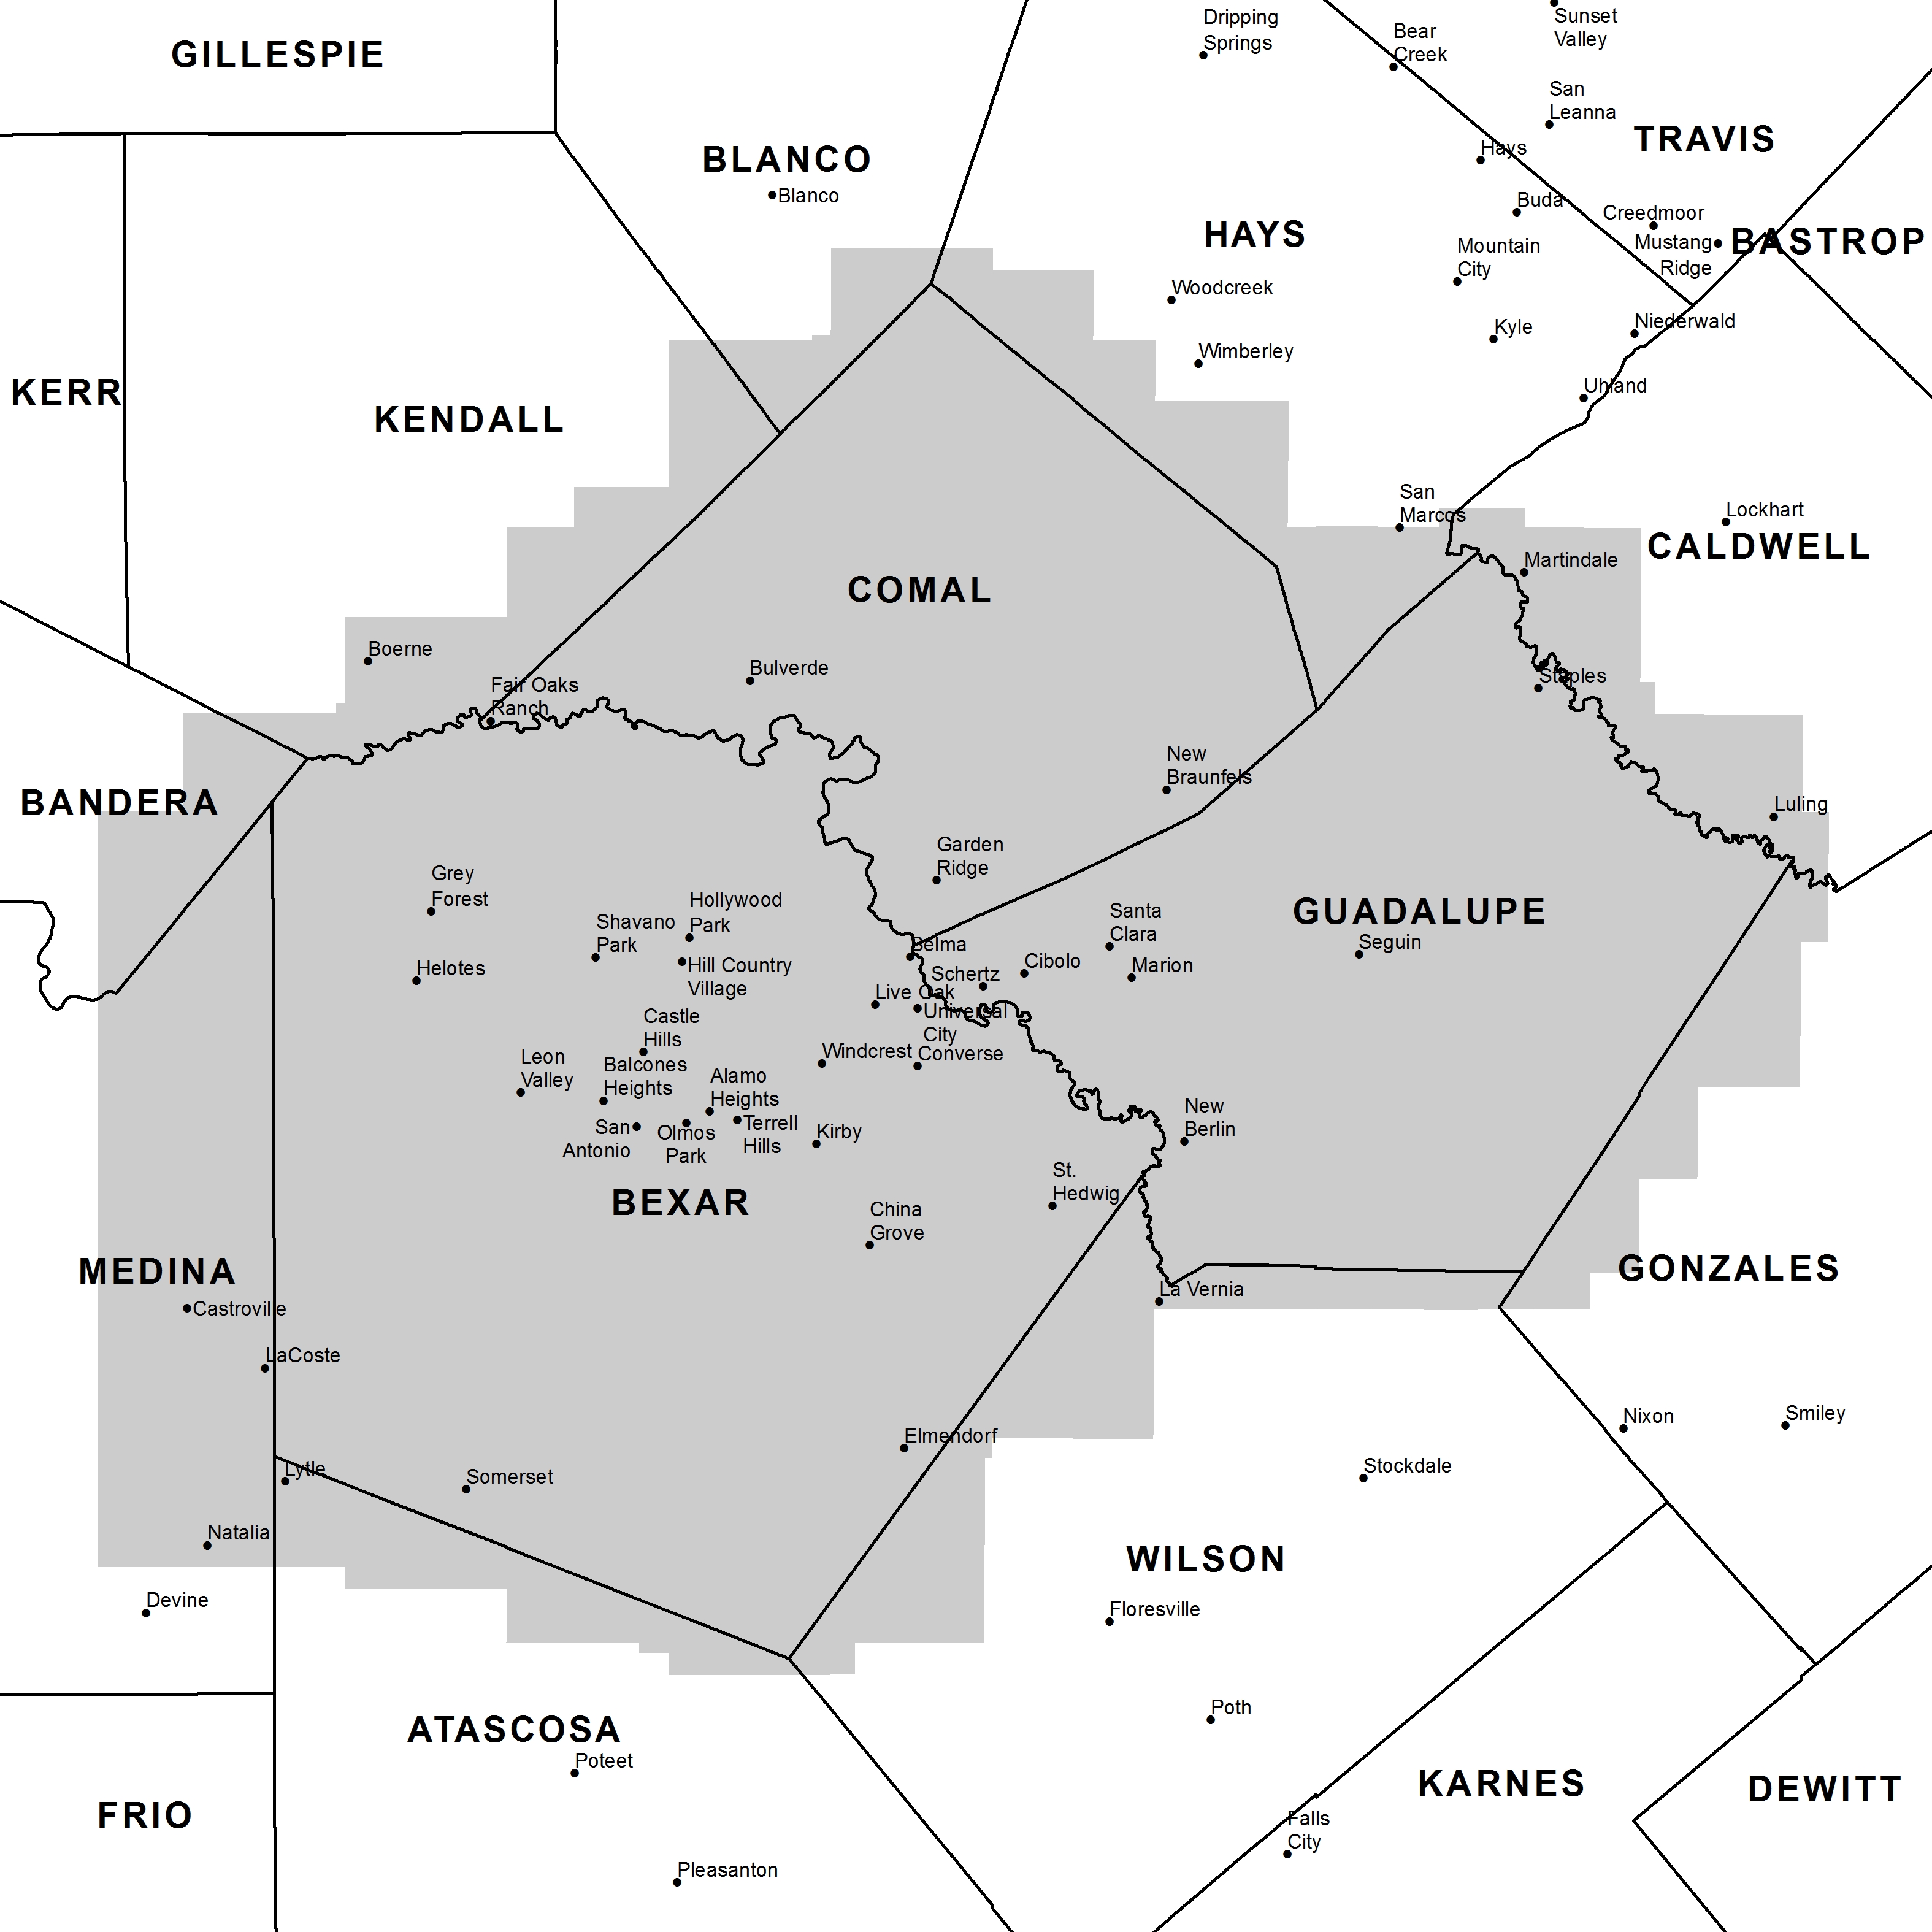 Dripping
Springs
Sunset
Valley
Bear
Creek
GILLESPIE
San
Leanna
TRAVIS
BLANCO
Blanco
Hays
Buda
Creedmoor
HAYS
Mountain
City
Mustang
Ridge
BASTROP
Woodcreek
Niederwald
Kyle
Wimberley
KERR
Uhland
KENDALL
San
Marcos
Lockhart
CALDWELL
Martindale
COMAL
Boerne
Bulverde
Staples
Fair Oaks
Ranch
New
Braunfels
BANDERA
Luling
Garden
Ridge
Grey
Forest
Hollywood
Park
Shavano
Park
Santa
Clara
GUADALUPE
Seguin
Selma
Helotes
Hill Country
Village
Schertz
Cibolo
Marion
Live Oak
Universal
City
Castle
Hills
Leon
Valley
Balcones
Heights
Windcrest
Converse
Alamo
Heights
San
Antonio
Olmos
Park
Terrell
Hills
Kirby
New
Berlin
St.
Hedwig
BEXAR
China
Grove
MEDINA
GONZALES
La Vernia
Castroville
LaCoste
Nixon
Smiley
Elmendorf
Lytle
Somerset
Stockdale
Natalia
WILSON
Devine
Floresville
Poth
ATASCOSA
Poteet
KARNES
DEWITT
FRIO
Falls
City
Pleasanton